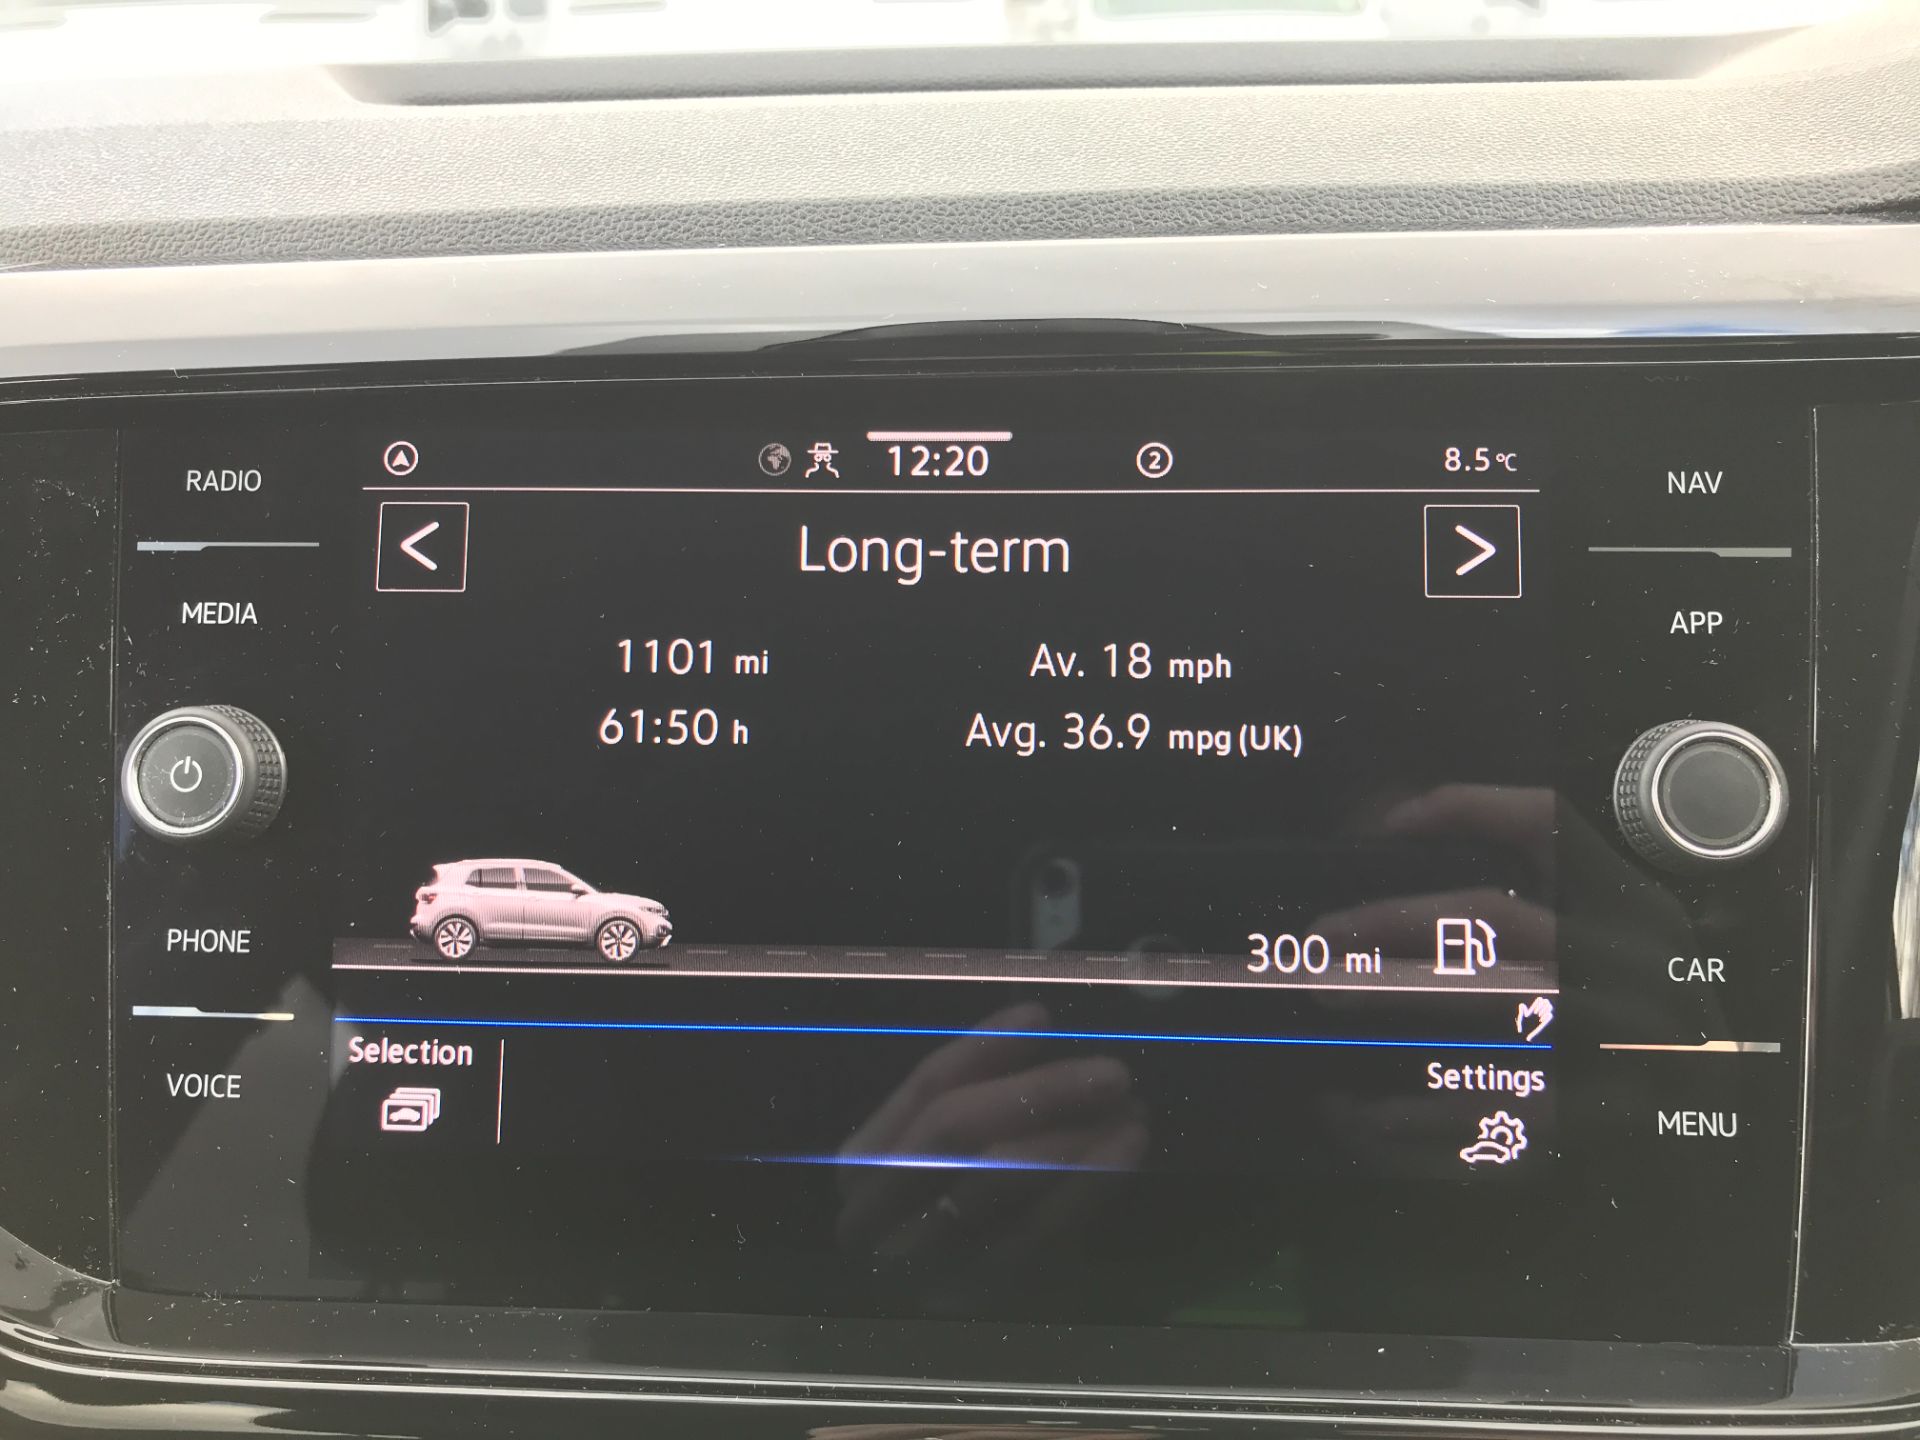 RADIO
MEDIA
PHONE
VOICE
12:20
2
8.5°C
< Long-term >
1101 mi
Av. 18 mph
61:50 h
Avg. 36.9 mpg (UK)
300 mi
Selection
Settings
NAV
APP
CAR
MENU